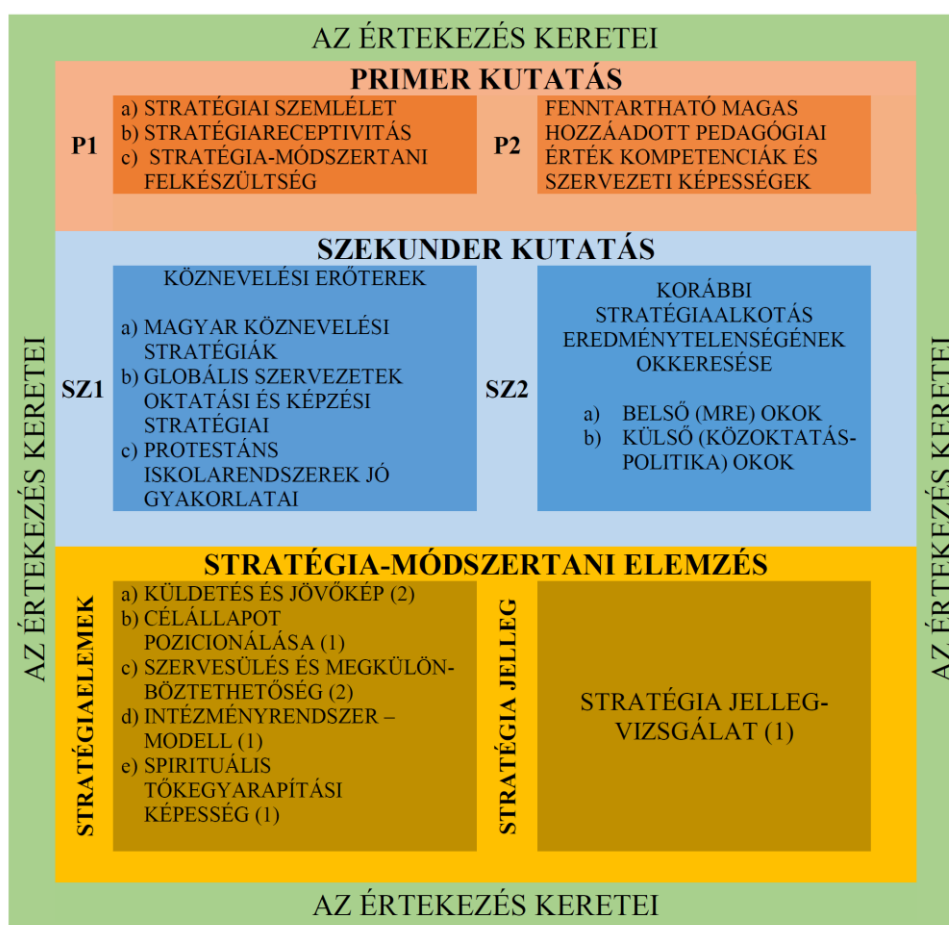 AZ ÉRTEKEZÉS KERETEI
PRIMER KUTATÁS
P1
a) STRATÉGIAI SZEMLÉLET
b) STRATÉGIARECEPTIVITÁS
c) STRATÉGIA-MÓDSZERTANI
FELKÉSZÜLTSÉG
P2
FENNTARTHATÓ MAGAS
HOZZÁADOTT PEDAGÓGIAI
ÉRTÉK KOMPETENCIÁK ÉS
SZERVEZETI KÉPESSÉGEK
SZEKUNDER KUTATÁS
SZ1
KÖZNEVELÉSI ERŐTEREK
a) MAGYAR KÖZNEVELÉSI
STRATÉGIÁK
b) GLOBÁLIS SZERVEZETEK
OKTATÁSI ÉS KÉPZÉSI
STRATÉGIAI
c) PROTESTÁNS
ISKOLARENDSZEREK JÓ
GYAKORLATAI
SZ2
KORÁBBI
STRATÉGIAALKOTÁS
EREDMÉNYTELENSÉGÉNEK
OKKERESÉSE
a) BELSŐ (MRE) OKOK
b) KÜLSŐ (KÖZOKTATÁS-
POLITIKA) OKOK
STRATÉGIA-MÓDSZERTANI ELEMZÉS
STRATÉGIAELEMEK
a) KÜLDETÉS ÉS JÖVŐKÉP (2)
b) CÉLÁLLAPOT
POZICIONÁLÁSA (1)
c) SZERVESÜLÉS ÉS MEGKÜLÖN-
BÖZTETHETŐSÉG (2)
d) INTÉZMÉNYRENDSZER –
MODELL (1)
e) SPIRITUÁLIS
TŐKEGYARAPÍTÁSI
KÉPESSÉG (1)
STRATÉGIA JELLEG
STRATÉGIA JELLEG-
VIZSGÁLAT (1)
AZ ÉRTEKEZÉS KERETEI
AZ ÉRTEKEZÉS KERETEI
AZ ÉRTEKEZÉS KERETEI